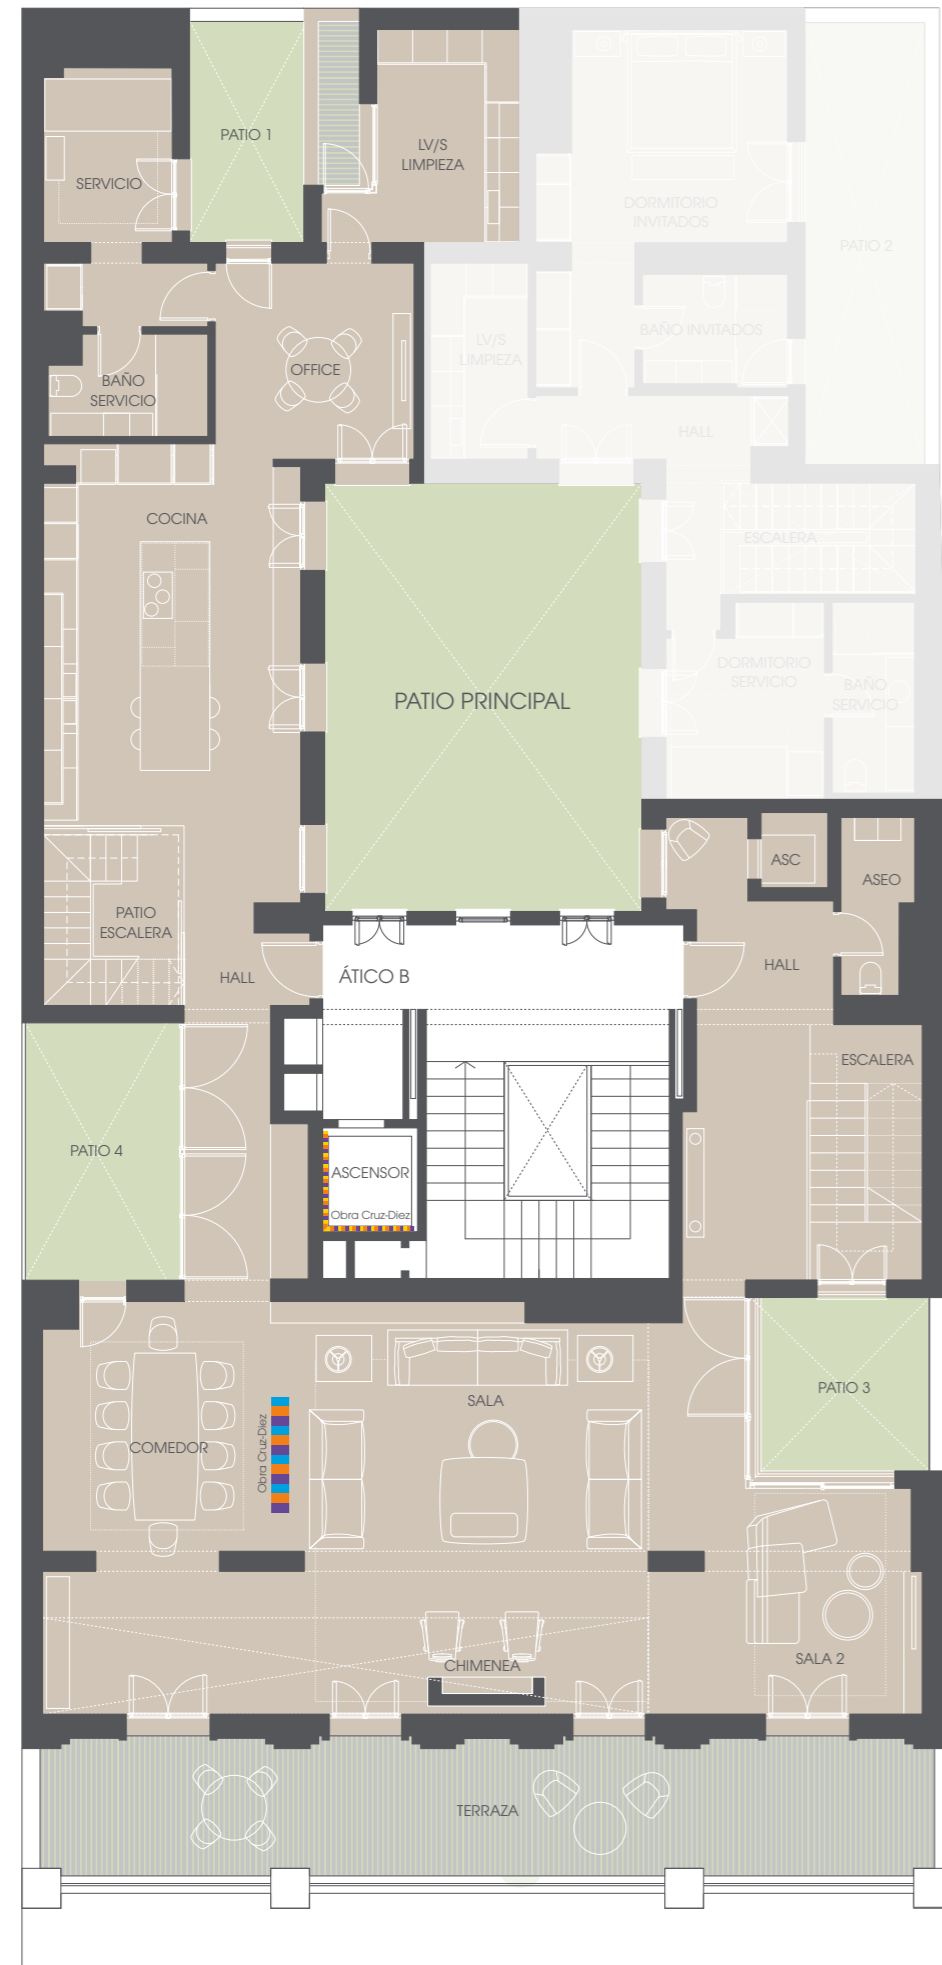 PATIO 1
LV/S
LIMPIEZA
SERVICIO
DORMITORIO
INVITADOS
PATIO 2
BAÑO INVITADOS
LV/S
LIMPIEZA
OFFICE
BAÑO
SERVICIO
HALL
COCINA
ESCALERA
PATIO PRINCIPAL
DORMITORIO
SERVICIO
BAÑO
SERVICIO
ASC
ASEO
PATIO
ESCALERA
HALL
ÁTICO B
HALL
ESCALERA
PATIO 4
ASCENSOR
Obra Cruz-Diez
PATIO 3
SALA
COMEDOR
Obra Cruz-Diez
SALA 2
CHIMENEA
TERRAZA